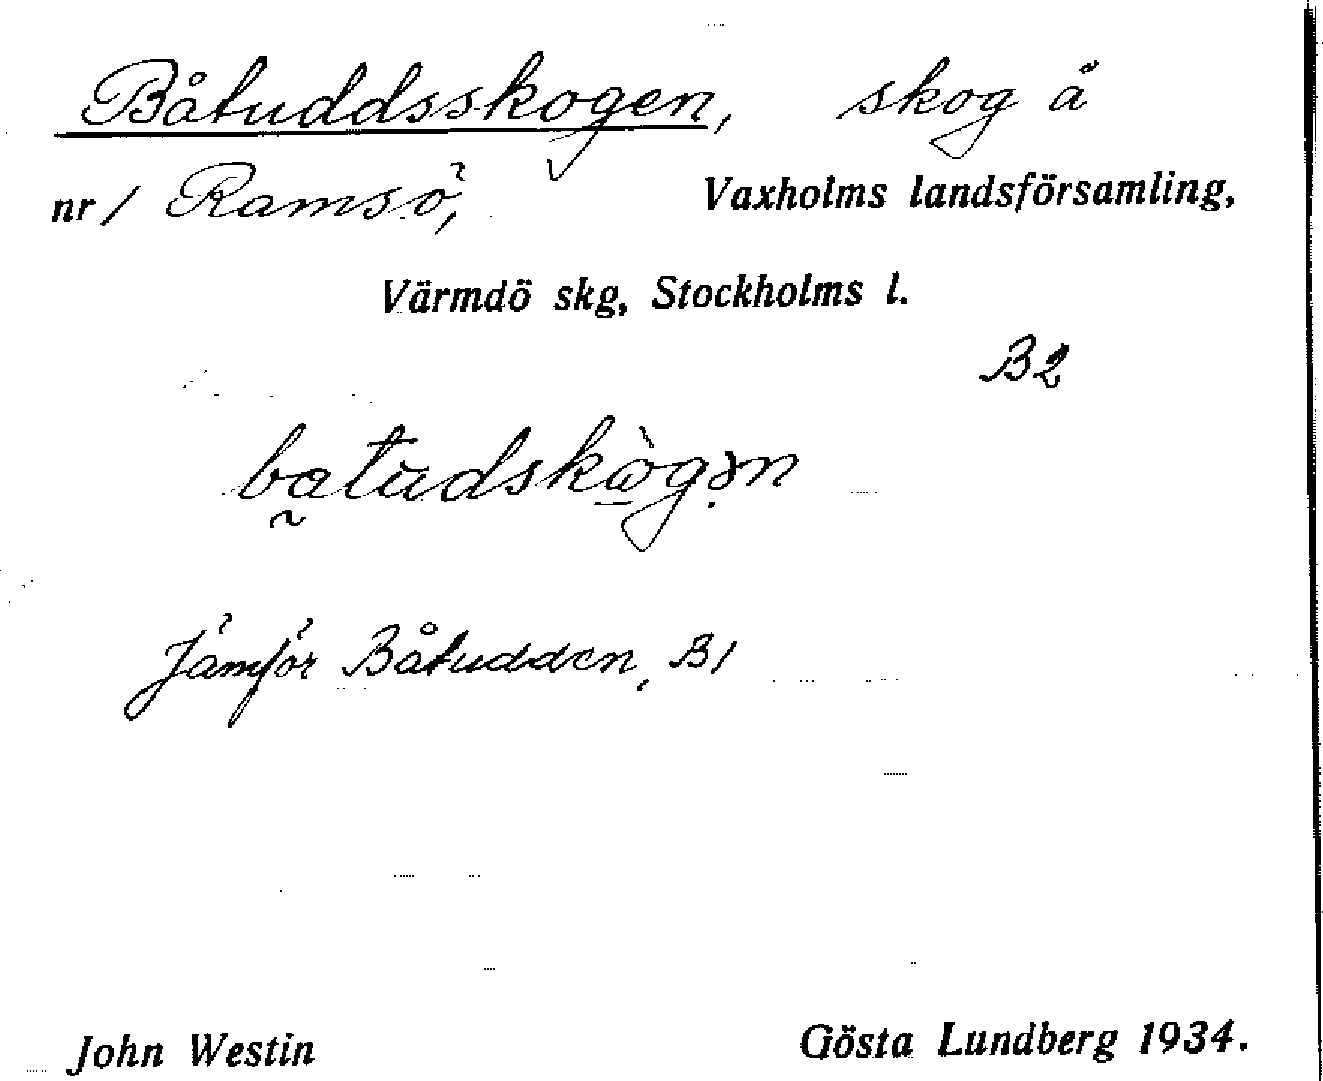 Båtuddsskogen, skog å
nr 1 Ramsö, Vaxholms landsförsamling,
Värmdö skg, Stockholms l.
B2
Jämför Båtudden, B1
John Westin Gösta Lundberg 1934.